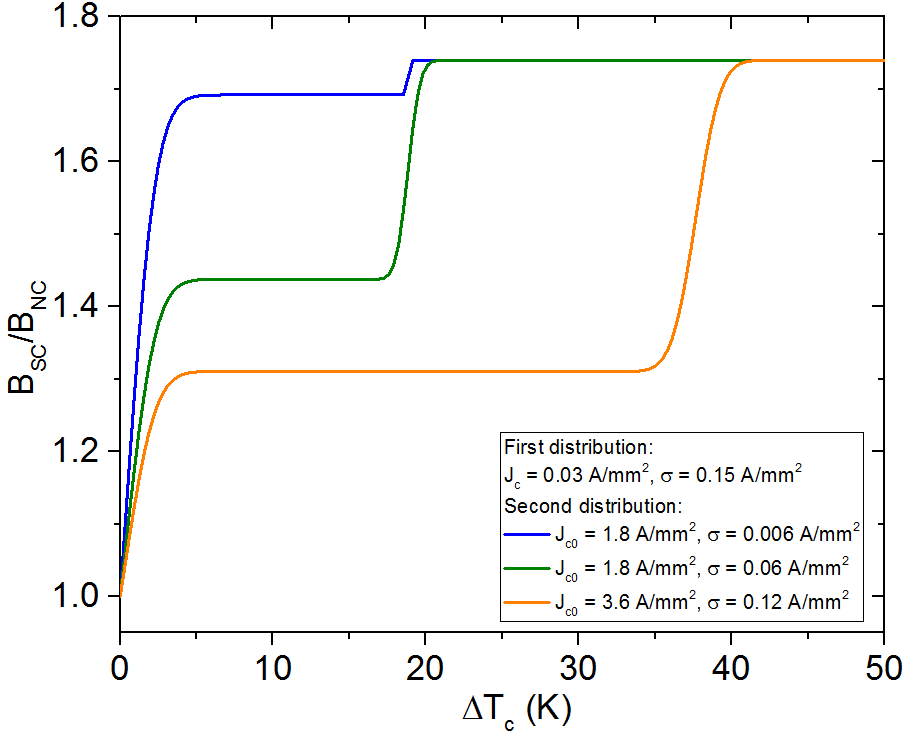 1.8
1.6
1.4
1.2
1.0
B_SC/B_NC
0 10 20 30 40 50
ΔT_c (K)
First distribution:
J_c = 0.03 A/mm², σ = 0.15 A/mm²
Second distribution:
J_c0 = 1.8 A/mm², σ = 0.006 A/mm²
J_c0 = 1.8 A/mm², σ = 0.06 A/mm²
J_c0 = 3.6 A/mm², σ = 0.12 A/mm²